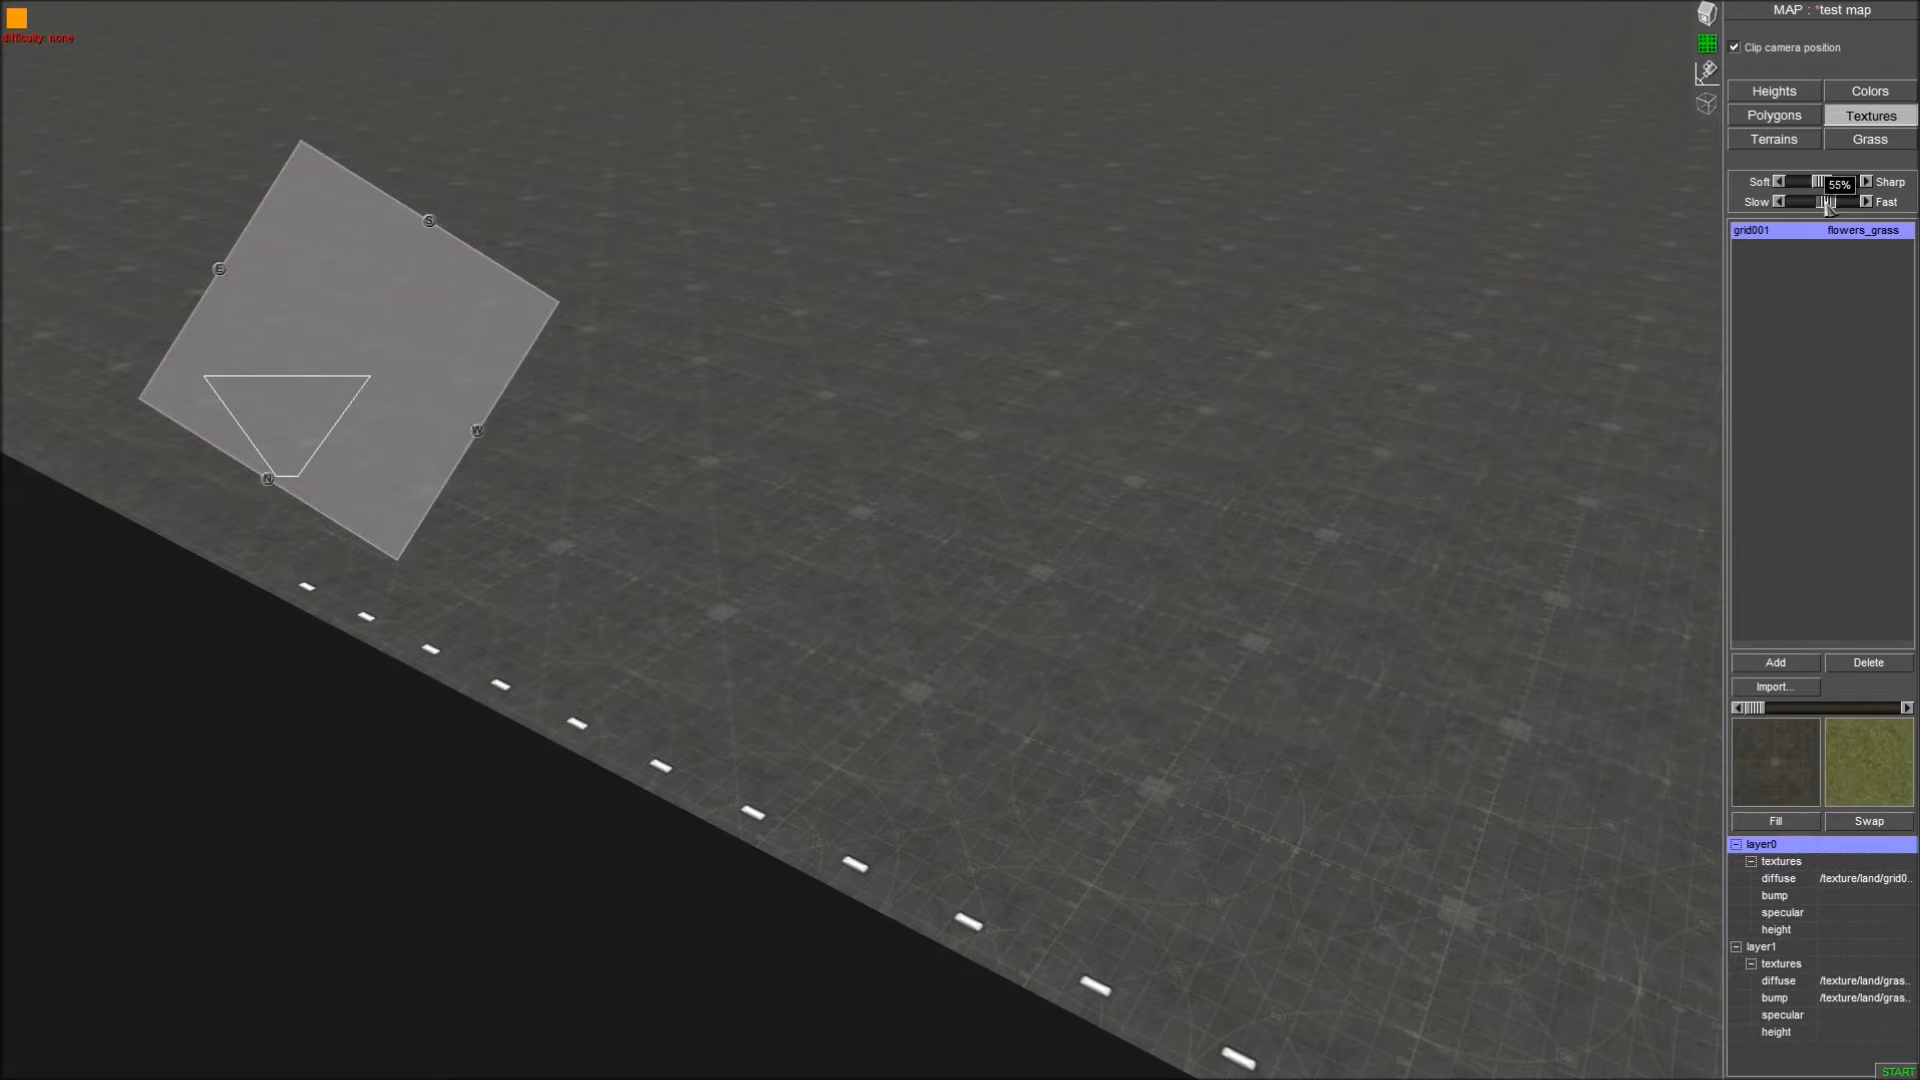 MAP : *test map
difficulty: none
Clip camera position
Heights Colors
Polygons Textures
Terrains Grass
Soft 55% Sharp
Slow Fast
grid001 flowers_grass
S
E
W
N
Add Delete
Import...
Fill Swap
layer0
textures
diffuse /texture/land/grid0..
bump
specular
height
layer1
textures
diffuse /texture/land/gras..
bump /texture/land/gras..
specular
height
START